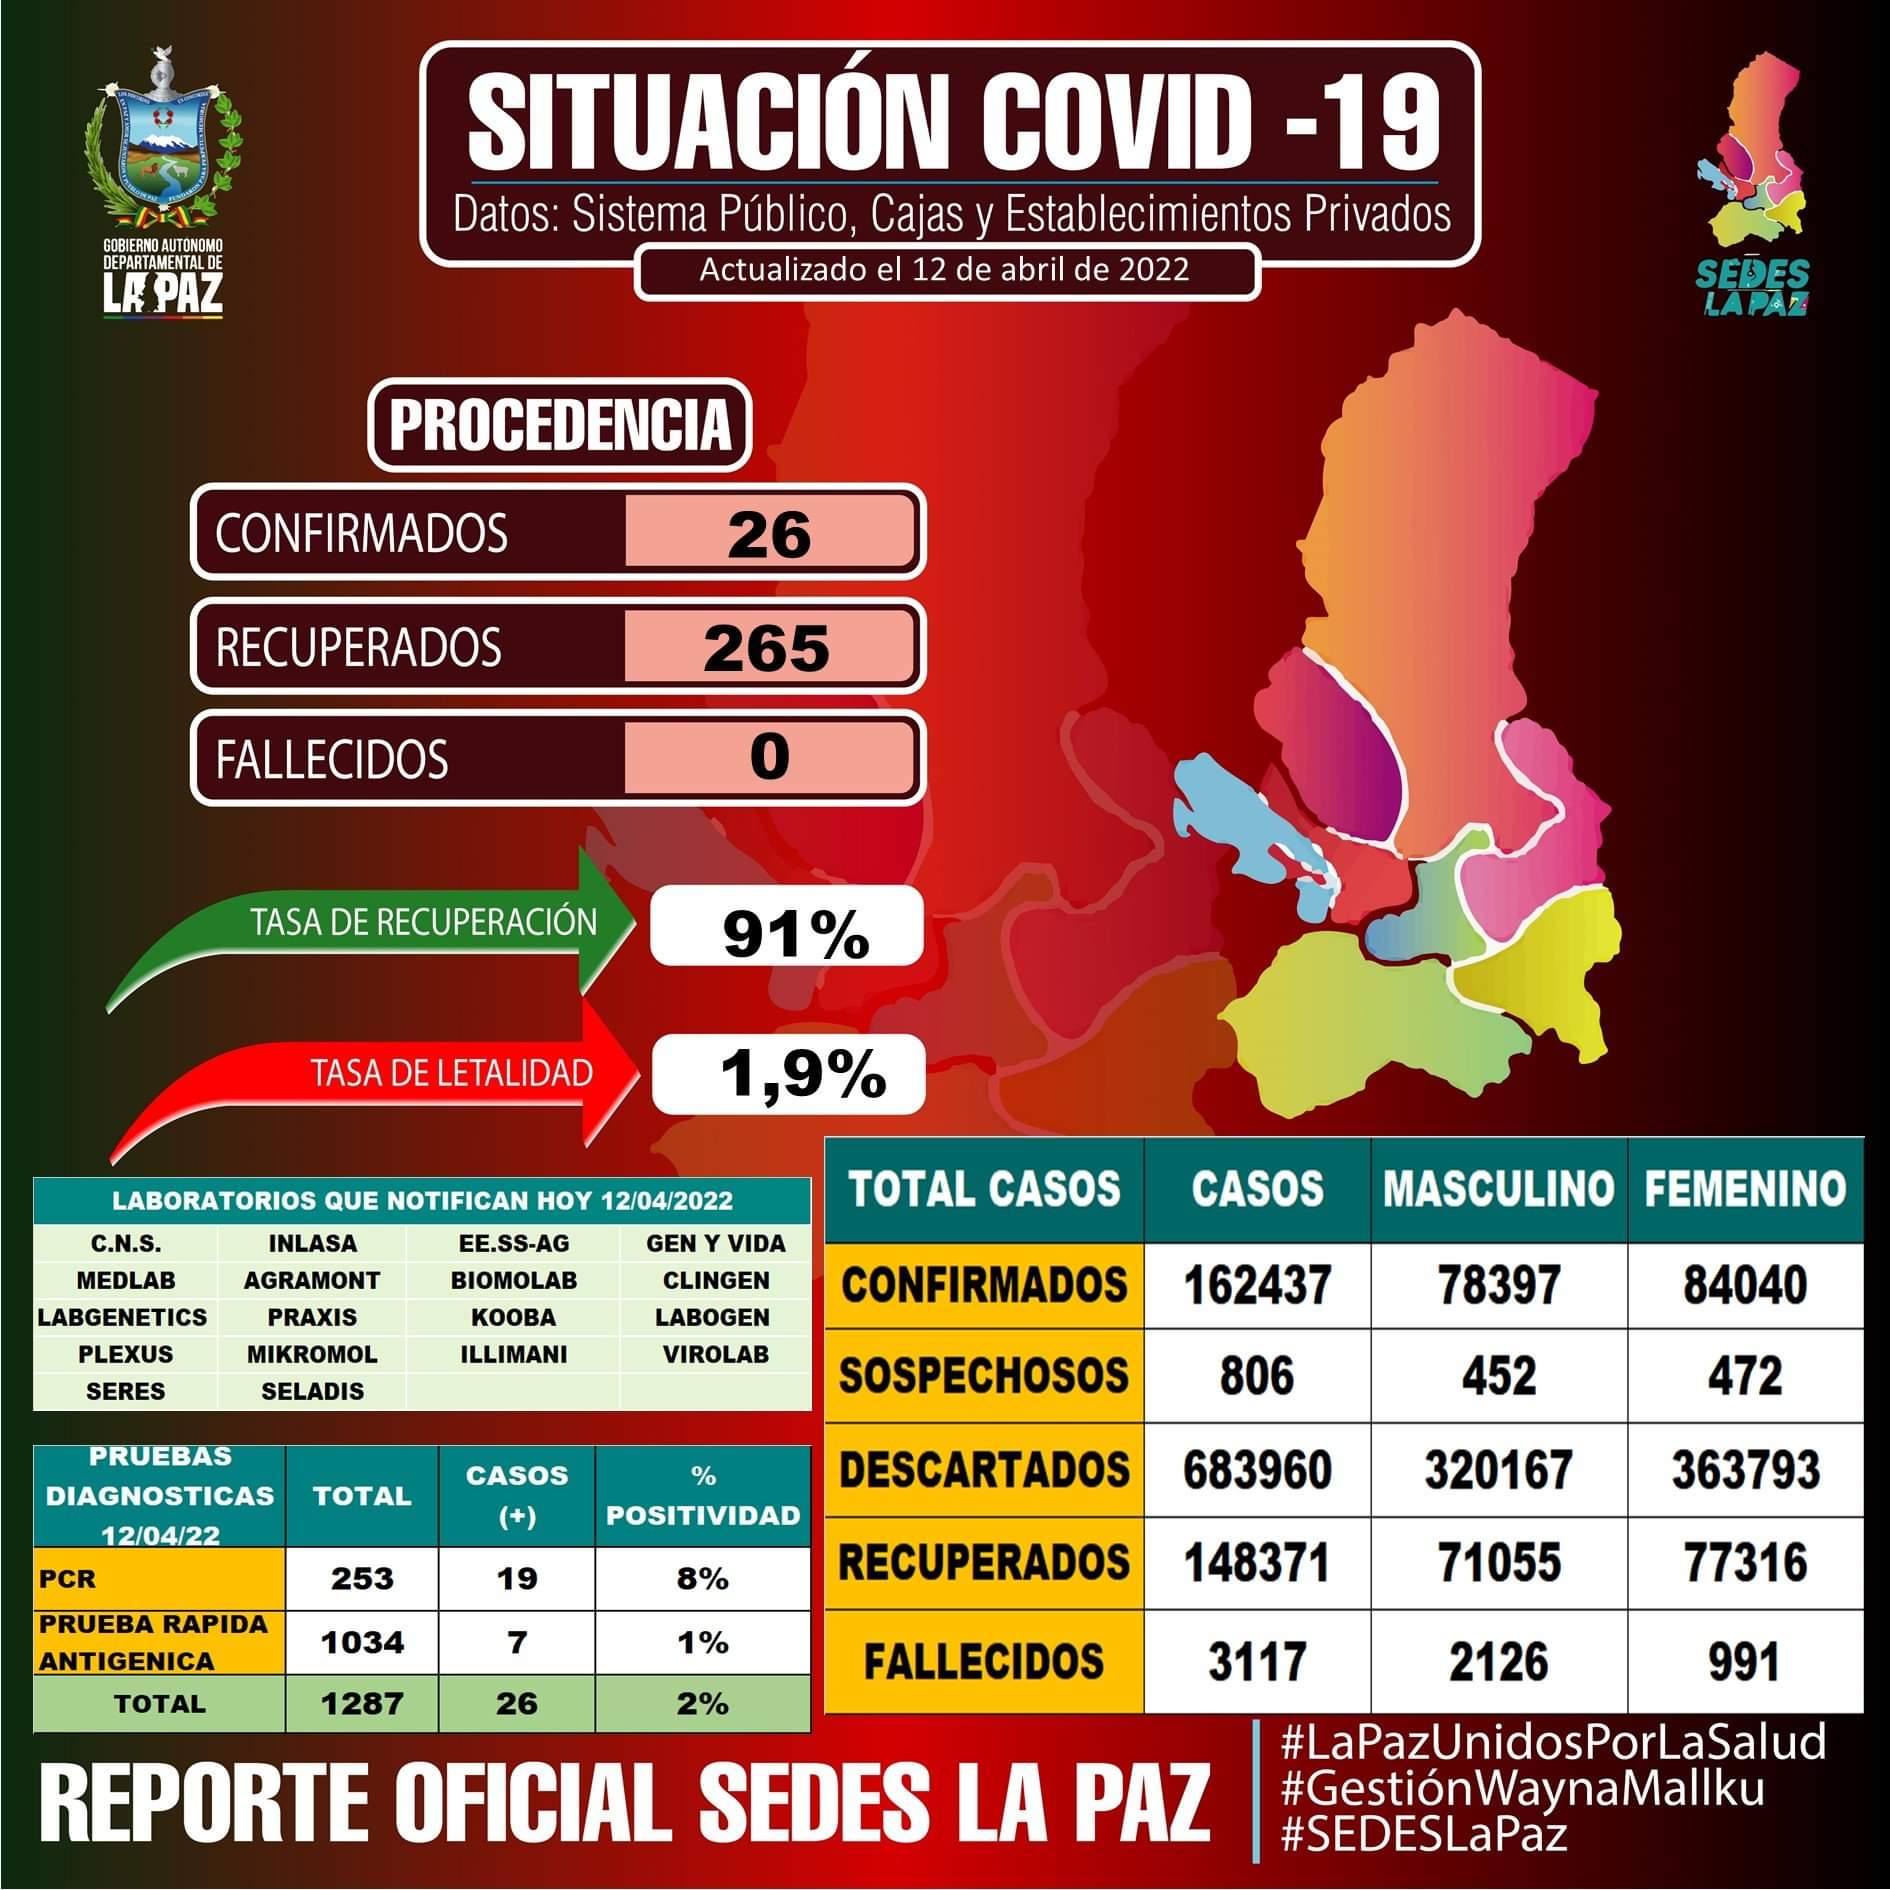 SITUACIÓN COVID -19
Datos: Sistema Público, Cajas y Establecimientos Privados
Actualizado el 12 de abril de 2022
GOBIERNO AUTÓNOMO
DEPARTAMENTAL DE
LA PAZ
SEDES
LA PAZ
PROCEDENCIA
CONFIRMADOS 26
RECUPERADOS 265
FALLECIDOS 0
TASA DE RECUPERACIÓN 91%
TASA DE LETALIDAD 1,9%
LABORATORIOS QUE NOTIFICAN HOY 12/04/2022
C.N.S. INLASA EE.SS-AG GEN Y VIDA
MEDLAB AGRAMONT BIOMOLAB CLINGEN
LABGENETICS PRAXIS KOOBA LABOGEN
PLEXUS MIKROMOL ILLIMANI VIROLAB
SERES SELADIS
PRUEBAS
DIAGNOSTICAS
12/04/22
TOTAL
CASOS
(+)
%
POSITIVIDAD
PCR 253 19 8%
PRUEBA RAPIDA
ANTIGENICA
1034 7 1%
TOTAL 1287 26 2%
TOTAL CASOS CASOS MASCULINO FEMENINO
CONFIRMADOS 162437 78397 84040
SOSPECHOSOS 806 452 472
DESCARTADOS 683960 320167 363793
RECUPERADOS 148371 71055 77316
FALLECIDOS 3117 2126 991
REPORTE OFICIAL SEDES LA PAZ
#LaPazUnidosPorLaSalud
#GestiónWaynaMallku
#SEDESLaPaz